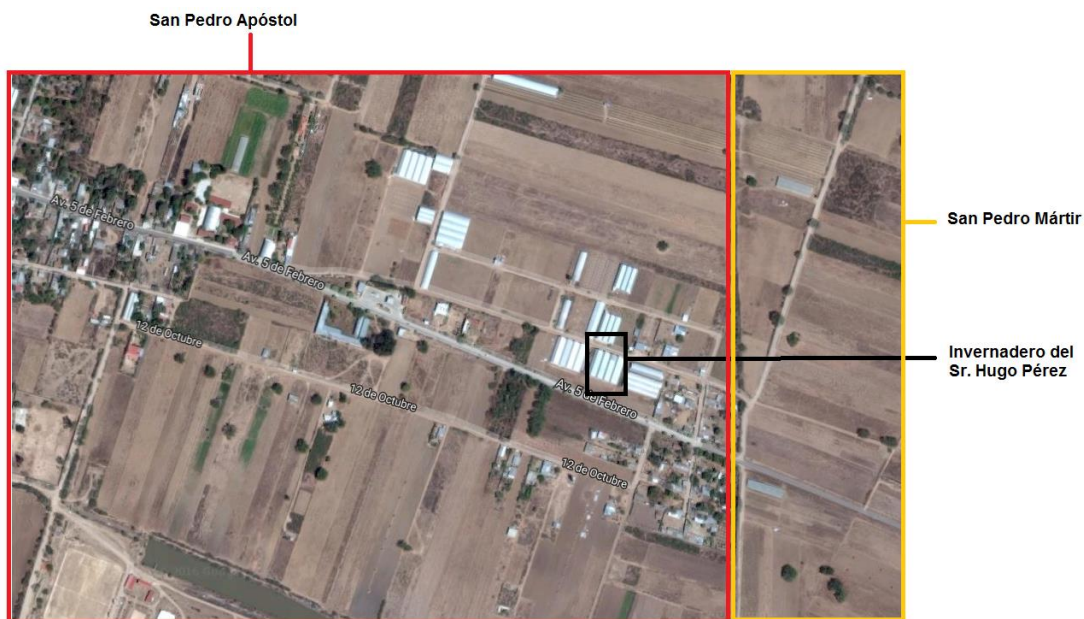 San Pedro Apóstol
Av. 5 de Febrero
Av. 5 de Febrero
San Pedro Mártir
12 de Octubre
Invernadero del
Sr. Hugo Pérez
12 de Octubre
Av. 5 de Febrero
12 de Octubre